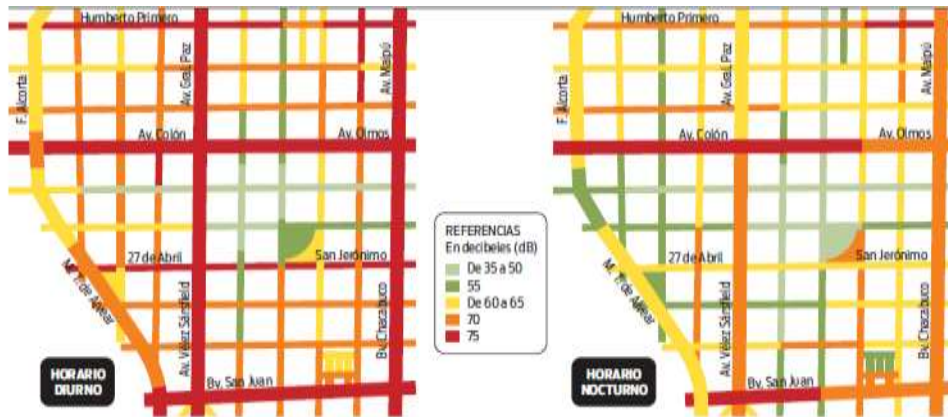 Humberto Primero
F. Alcorta
Av. Gral. Paz
Av. Maipú
Av. Colón
Av. Olmos
27 de Abril
San Jerónimo
M. T. de Alvear
Av. Vélez Sársfield
Bv. Chacabuco
Bv. San Juan
HORARIO
DIURNO
REFERENCIAS
En decibeles (dB)
De 35 a 50
55
De 60 a 65
70
75
Humberto Primero
F. Alcorta
Av. Gral. Paz
Av. Maipú
Av. Colón
Av. Olmos
27 de Abril
San Jerónimo
M. T. de Alvear
Av. Vélez Sársfield
Bv. Chacabuco
Bv. San Juan
HORARIO
NOCTURNO